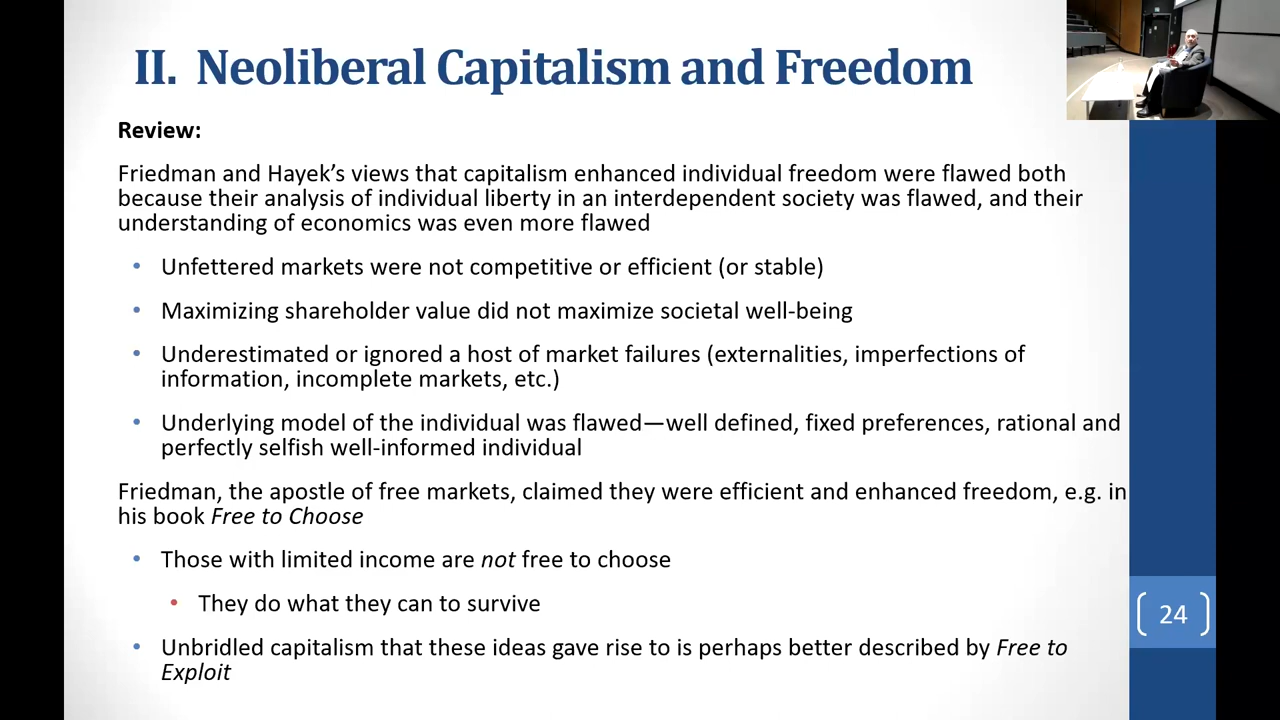 II. Neoliberal Capitalism and Freedom
Review:
Friedman and Hayek’s views that capitalism enhanced individual freedom were flawed both
because their analysis of individual liberty in an interdependent society was flawed, and their
understanding of economics was even more flawed
• Unfettered markets were not competitive or efficient (or stable)
• Maximizing shareholder value did not maximize societal well-being
• Underestimated or ignored a host of market failures (externalities, imperfections of
information, incomplete markets, etc.)
• Underlying model of the individual was flawed—well defined, fixed preferences, rational and
perfectly selfish well-informed individual
Friedman, the apostle of free markets, claimed they were efficient and enhanced freedom, e.g. in
his book Free to Choose
• Those with limited income are not free to choose
• They do what they can to survive
• Unbridled capitalism that these ideas gave rise to is perhaps better described by Free to
Exploit
24